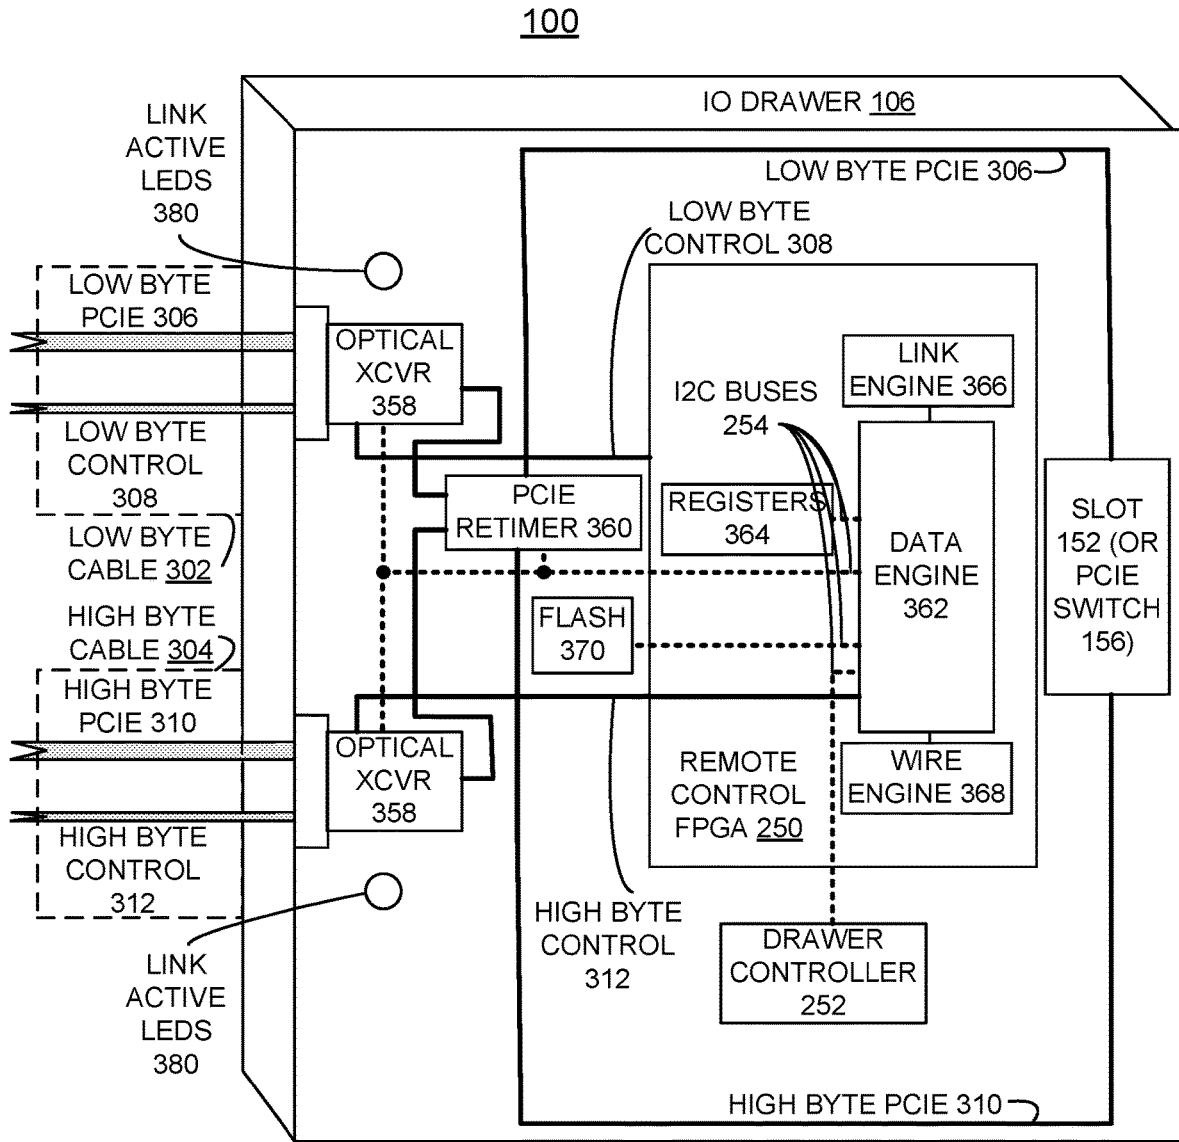 100
IO DRAWER 106
LINK
ACTIVE
LEDS
380
LOW BYTE PCIE 306
LOW BYTE
CONTROL 308
LOW BYTE
PCIE 306
OPTICAL
XCVR
358
LINK
ENGINE 366
I2C BUSES
254
LOW BYTE
CONTROL
308
PCIE
RETIMER 360
REGISTERS
364
DATA
ENGINE
362
SLOT
152 (OR
PCIE
SWITCH
156)
LOW BYTE
CABLE 302
HIGH BYTE
CABLE 304
FLASH
370
HIGH BYTE
PCIE 310
OPTICAL
XCVR
358
REMOTE
CONTROL
FPGA 250
WIRE
ENGINE 368
HIGH BYTE
CONTROL
312
HIGH BYTE
CONTROL
312
DRAWER
CONTROLLER
252
LINK
ACTIVE
LEDS
380
HIGH BYTE PCIE 310